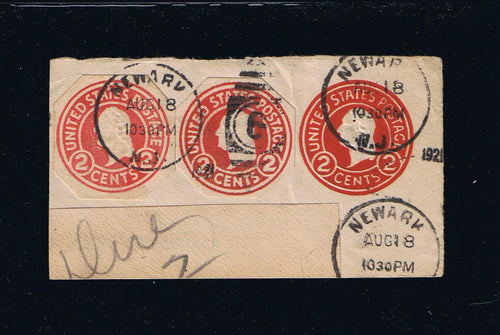 NEWARK
AUG 18
1030PM
N.J.
UNITED STATES POSTAGE
2 CENTS 2
UNITED STATES POSTAGE
2 CENTS 2
C
NEWARK
18
1030PM
N.J.
1921
UNITED STATES POSTAGE
2 CENTS 2
NEWARK
AUG 18
1030PM
2